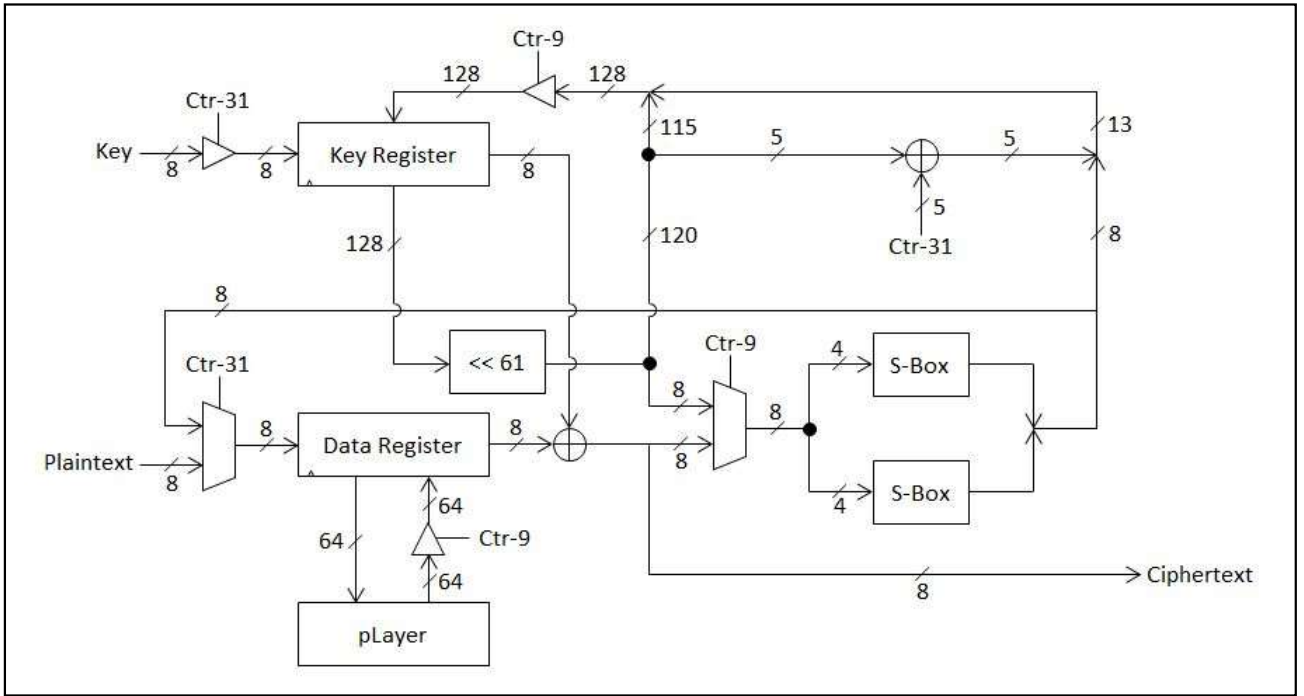 Ctr-9
128
128
Ctr-31
115
13
Key
8
8
Key Register
8
5
5
5
Ctr-31
128
120
8
8
Ctr-31
<< 61
Ctr-9
4
S-Box
8
8
8
Data Register
8
8
Plaintext
8
4
S-Box
64
64
Ctr-9
64
8
Ciphertext
pLayer